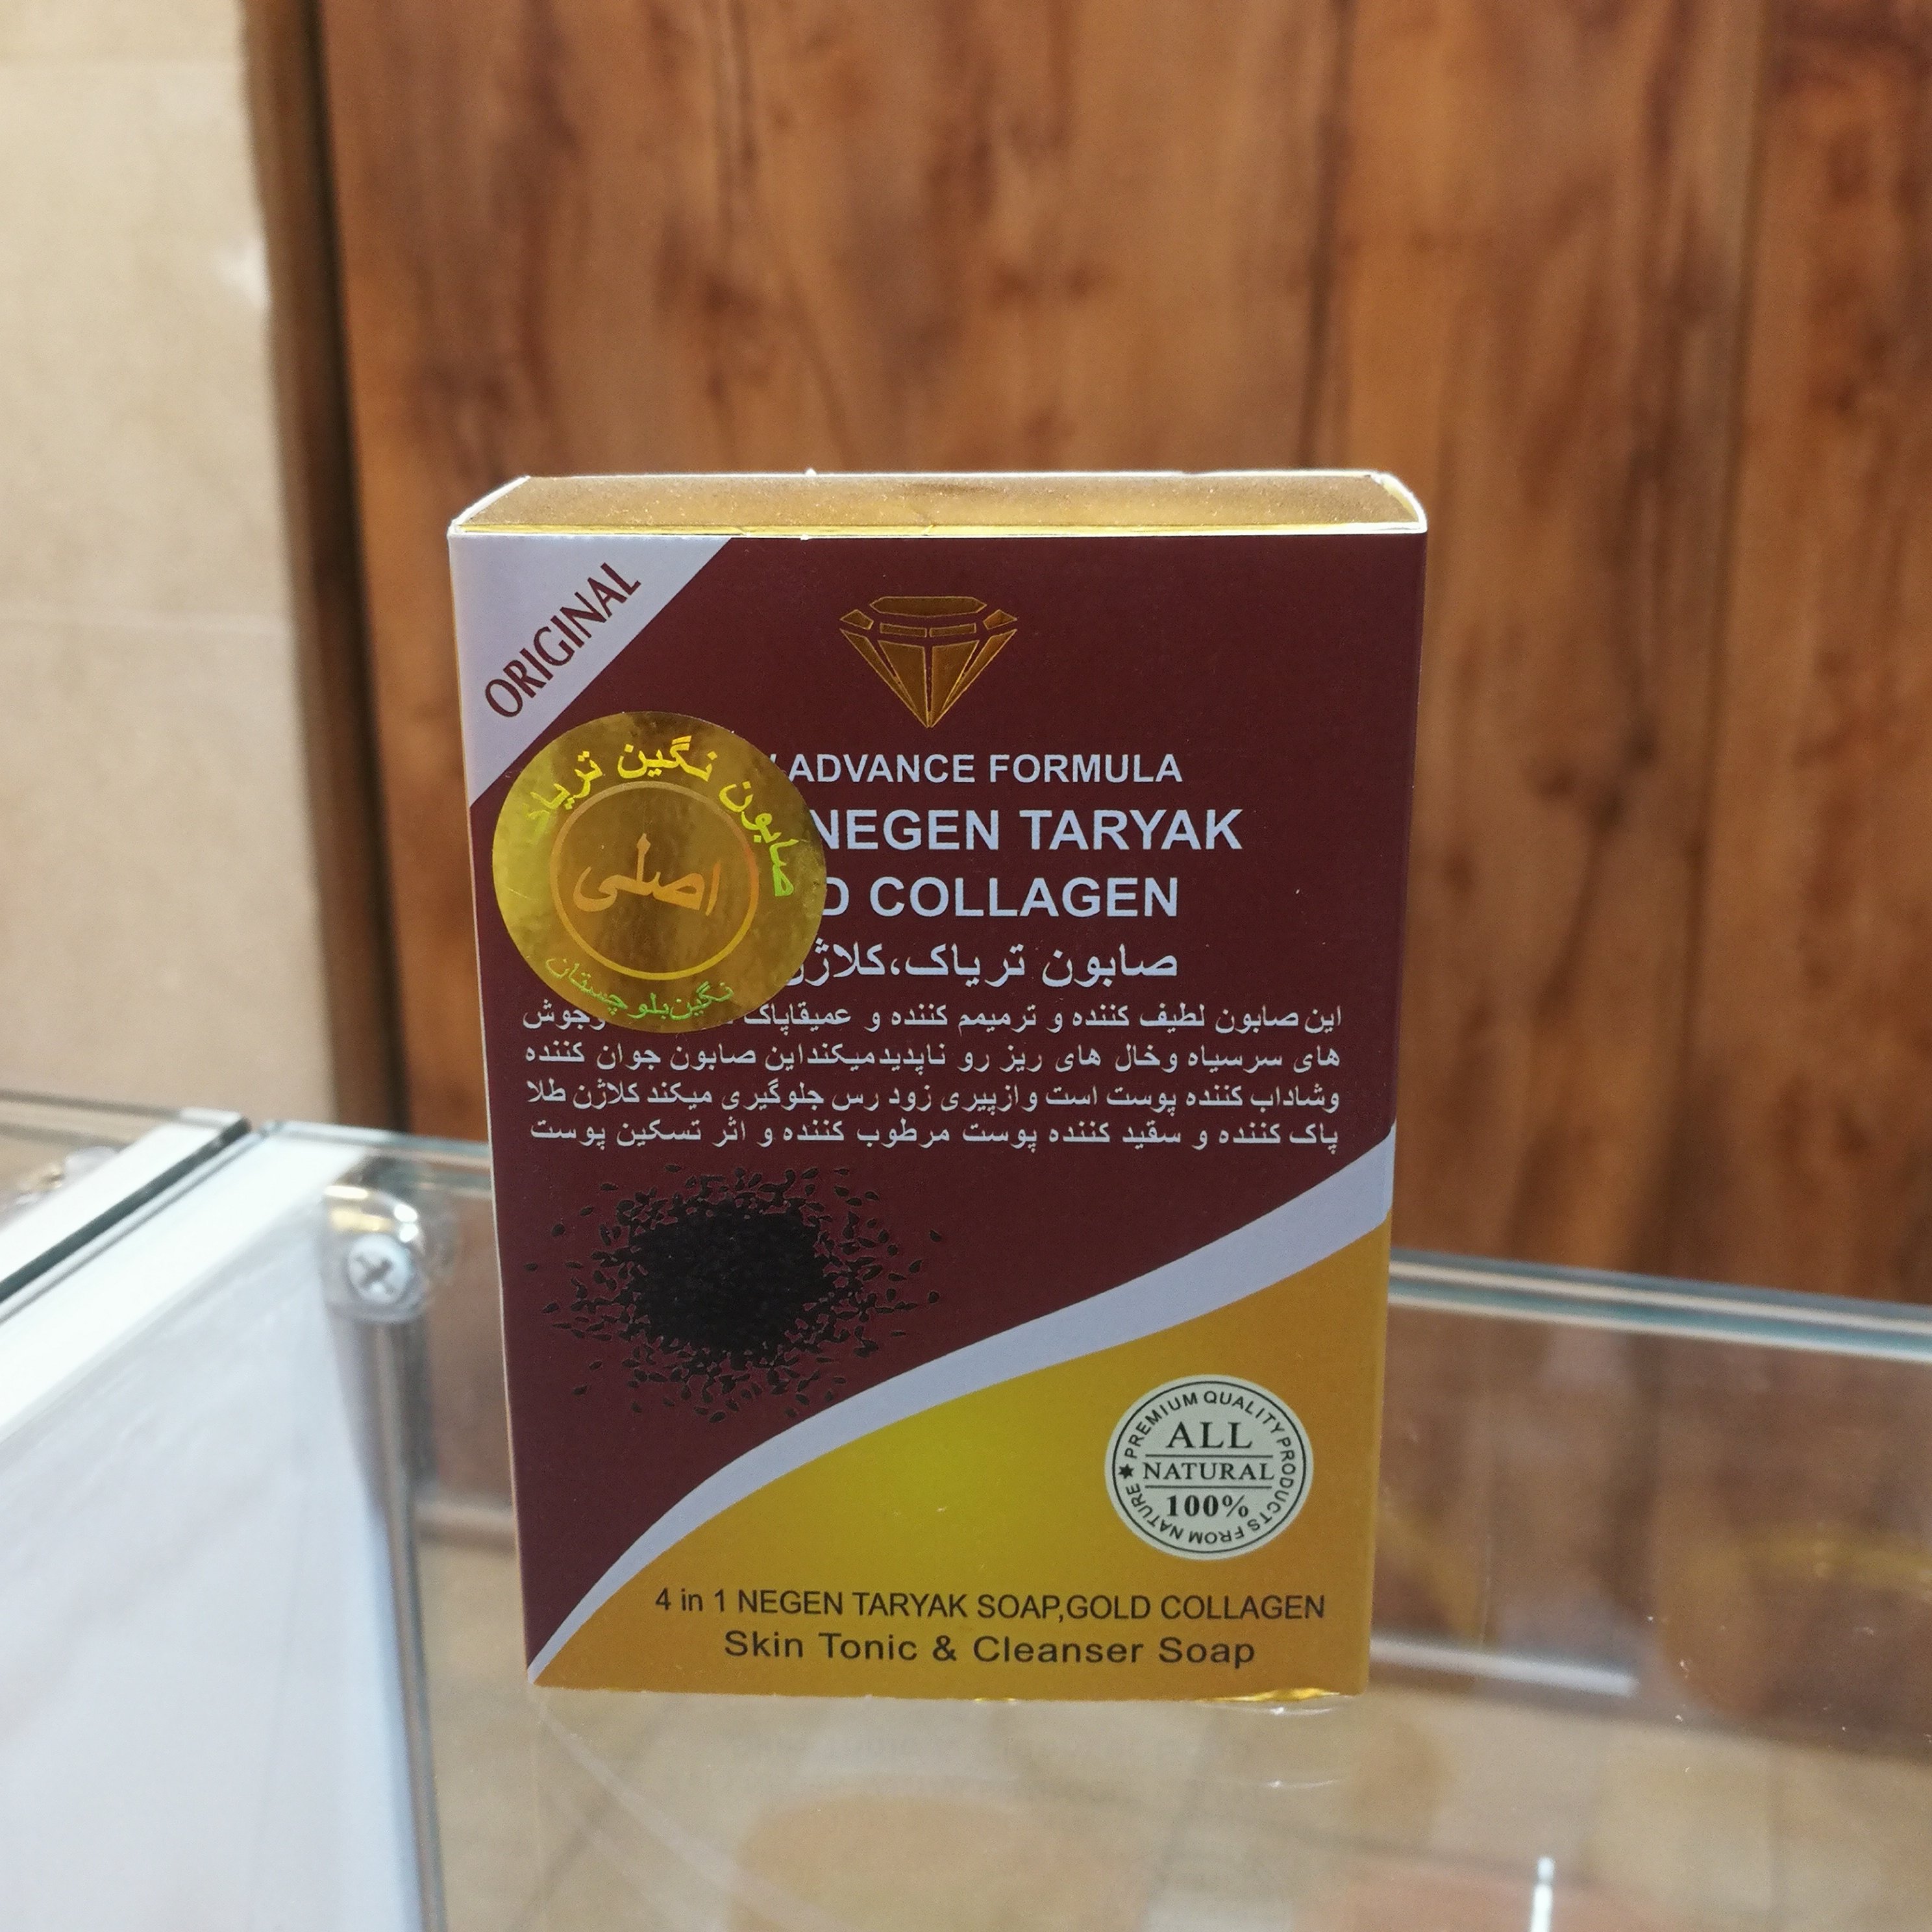 ORIGINAL
صابون نگین تریاک
اصلی
نگین بلوچستان
ADVANCE FORMULA
NEGEN TARYAK
COLLAGEN
صابون تریاک،کلاژن
این صابون لطیف کننده و ترمیمم کننده و عمیقاپاک وجوش
های سرسیاه وخال های ریز رو ناپدیدمیکنداین صابون جوان کننده
وشاداب کننده پوست است وازپیری زود رس جلوگیری میکند کلاژن طلا
پاک کننده و سقید کننده پوست مرطوب کننده و اثر تسکین پوست
PREMIUM QUALITY PRODUCTS FROM NATURE
ALL
NATURAL
100%
4 in 1 NEGEN TARYAK SOAP,GOLD COLLAGEN
Skin Tonic & Cleanser Soap